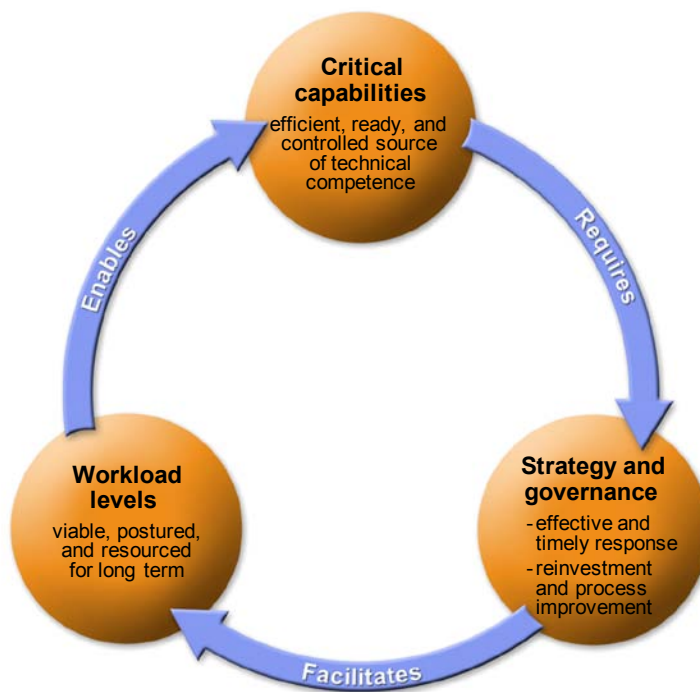 Critical
capabilities
efficient, ready, and
controlled source
of technical
competence
Requires
Strategy and
governance
-effective and
timely response
-reinvestment
and process
improvement
Facilitates
Workload
levels
viable, postured,
and resourced
for long term
Enables